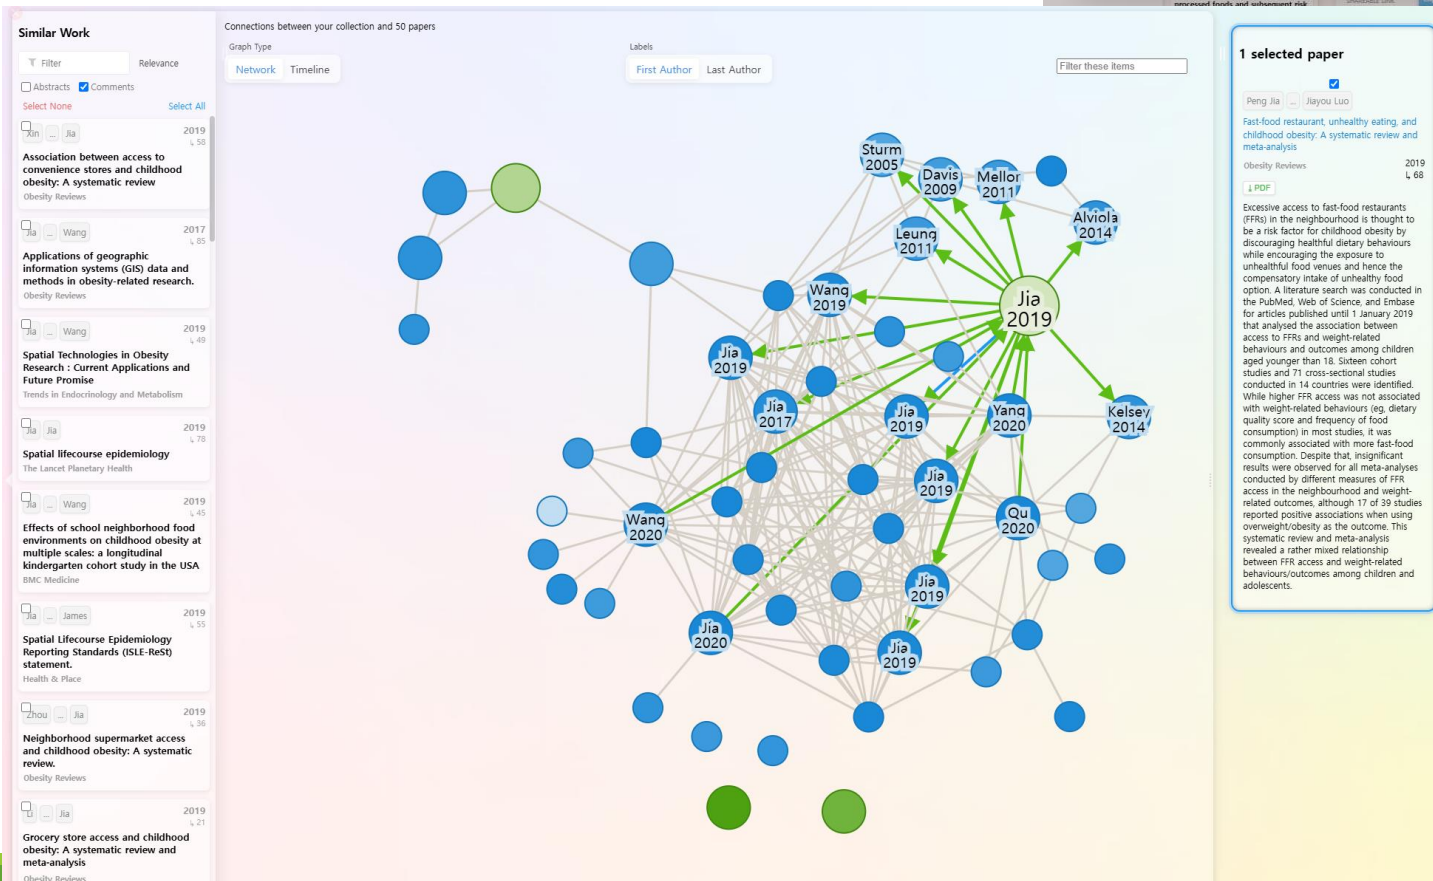 processed foods and subsequent risk
Similar Work
Filter
Relevance
Abstracts
Comments
Select None
Select All
Xin ... Jia
2019
58
Association between access to
convenience stores and childhood
obesity: A systematic review
Obesity Reviews
Jia ... Wang
2017
85
Applications of geographic
information systems (GIS) data and
methods in obesity-related research.
Obesity Reviews
Jia ... Wang
2019
49
Spatial Technologies in Obesity
Research : Current Applications and
Future Promise
Trends in Endocrinology and Metabolism
Jia Jia
2019
78
Spatial lifecourse epidemiology
The Lancet Planetary Health
Jia ... Wang
2019
45
Effects of school neighborhood food
environments on childhood obesity at
multiple scales: a longitudinal
kindergarten cohort study in the USA
BMC Medicine
Jia ... James
2019
55
Spatial Lifecourse Epidemiology
Reporting Standards (ISLE-ReSt)
statement.
Health & Place
Zhou ... Jia
2019
36
Neighborhood supermarket access
and childhood obesity: A systematic
review.
Obesity Reviews
Li ... Jia
2019
21
Grocery store access and childhood
obesity: A systematic review and
meta-analysis
Obesity Reviews
Connections between your collection and 50 papers
Graph Type
Network Timeline
Labels
First Author Last Author
Filter these items
Sturm
2005
Davis
2009
Mellor
2011
Alviola
2014
Leung
2011
Wang
2019
Jia
2019
Jia
2019
Jia
2017
Jia
2019
Yang
2020
Kelsey
2014
Jia
2019
Wang
2020
Qu
2020
Jia
2019
Jia
2020
Jia
2019
1 selected paper
Peng Jia ... Jiayou Luo
Fast-food restaurant, unhealthy eating, and
childhood obesity: A systematic review and
meta-analysis
Obesity Reviews
2019
68
PDF
Excessive access to fast-food restaurants
(FFRs) in the neighbourhood is thought to
be a risk factor for childhood obesity by
discouraging healthful dietary behaviours
while encouraging the exposure to
unhealthful food venues and hence the
compensatory intake of unhealthy food
option. A literature search was conducted in
the PubMed, Web of Science, and Embase
for articles published until 1 January 2019
that analysed the association between
access to FFRs and weight-related
behaviours and outcomes among children
aged younger than 18. Sixteen cohort
studies and 71 cross-sectional studies
conducted in 14 countries were identified.
While higher FFR access was not associated
with weight-related behaviours (eg, dietary
quality score and frequency of food
consumption) in most studies, it was
commonly associated with more fast-food
consumption. Despite that, insignificant
results were observed for all meta-analyses
conducted by different measures of FFR
access in the neighbourhood and weight-
related outcomes, although 17 of 39 studies
reported positive associations when using
overweight/obesity as the outcome. This
systematic review and meta-analysis
revealed a rather mixed relationship
between FFR access and weight-related
behaviours/outcomes among children and
adolescents.